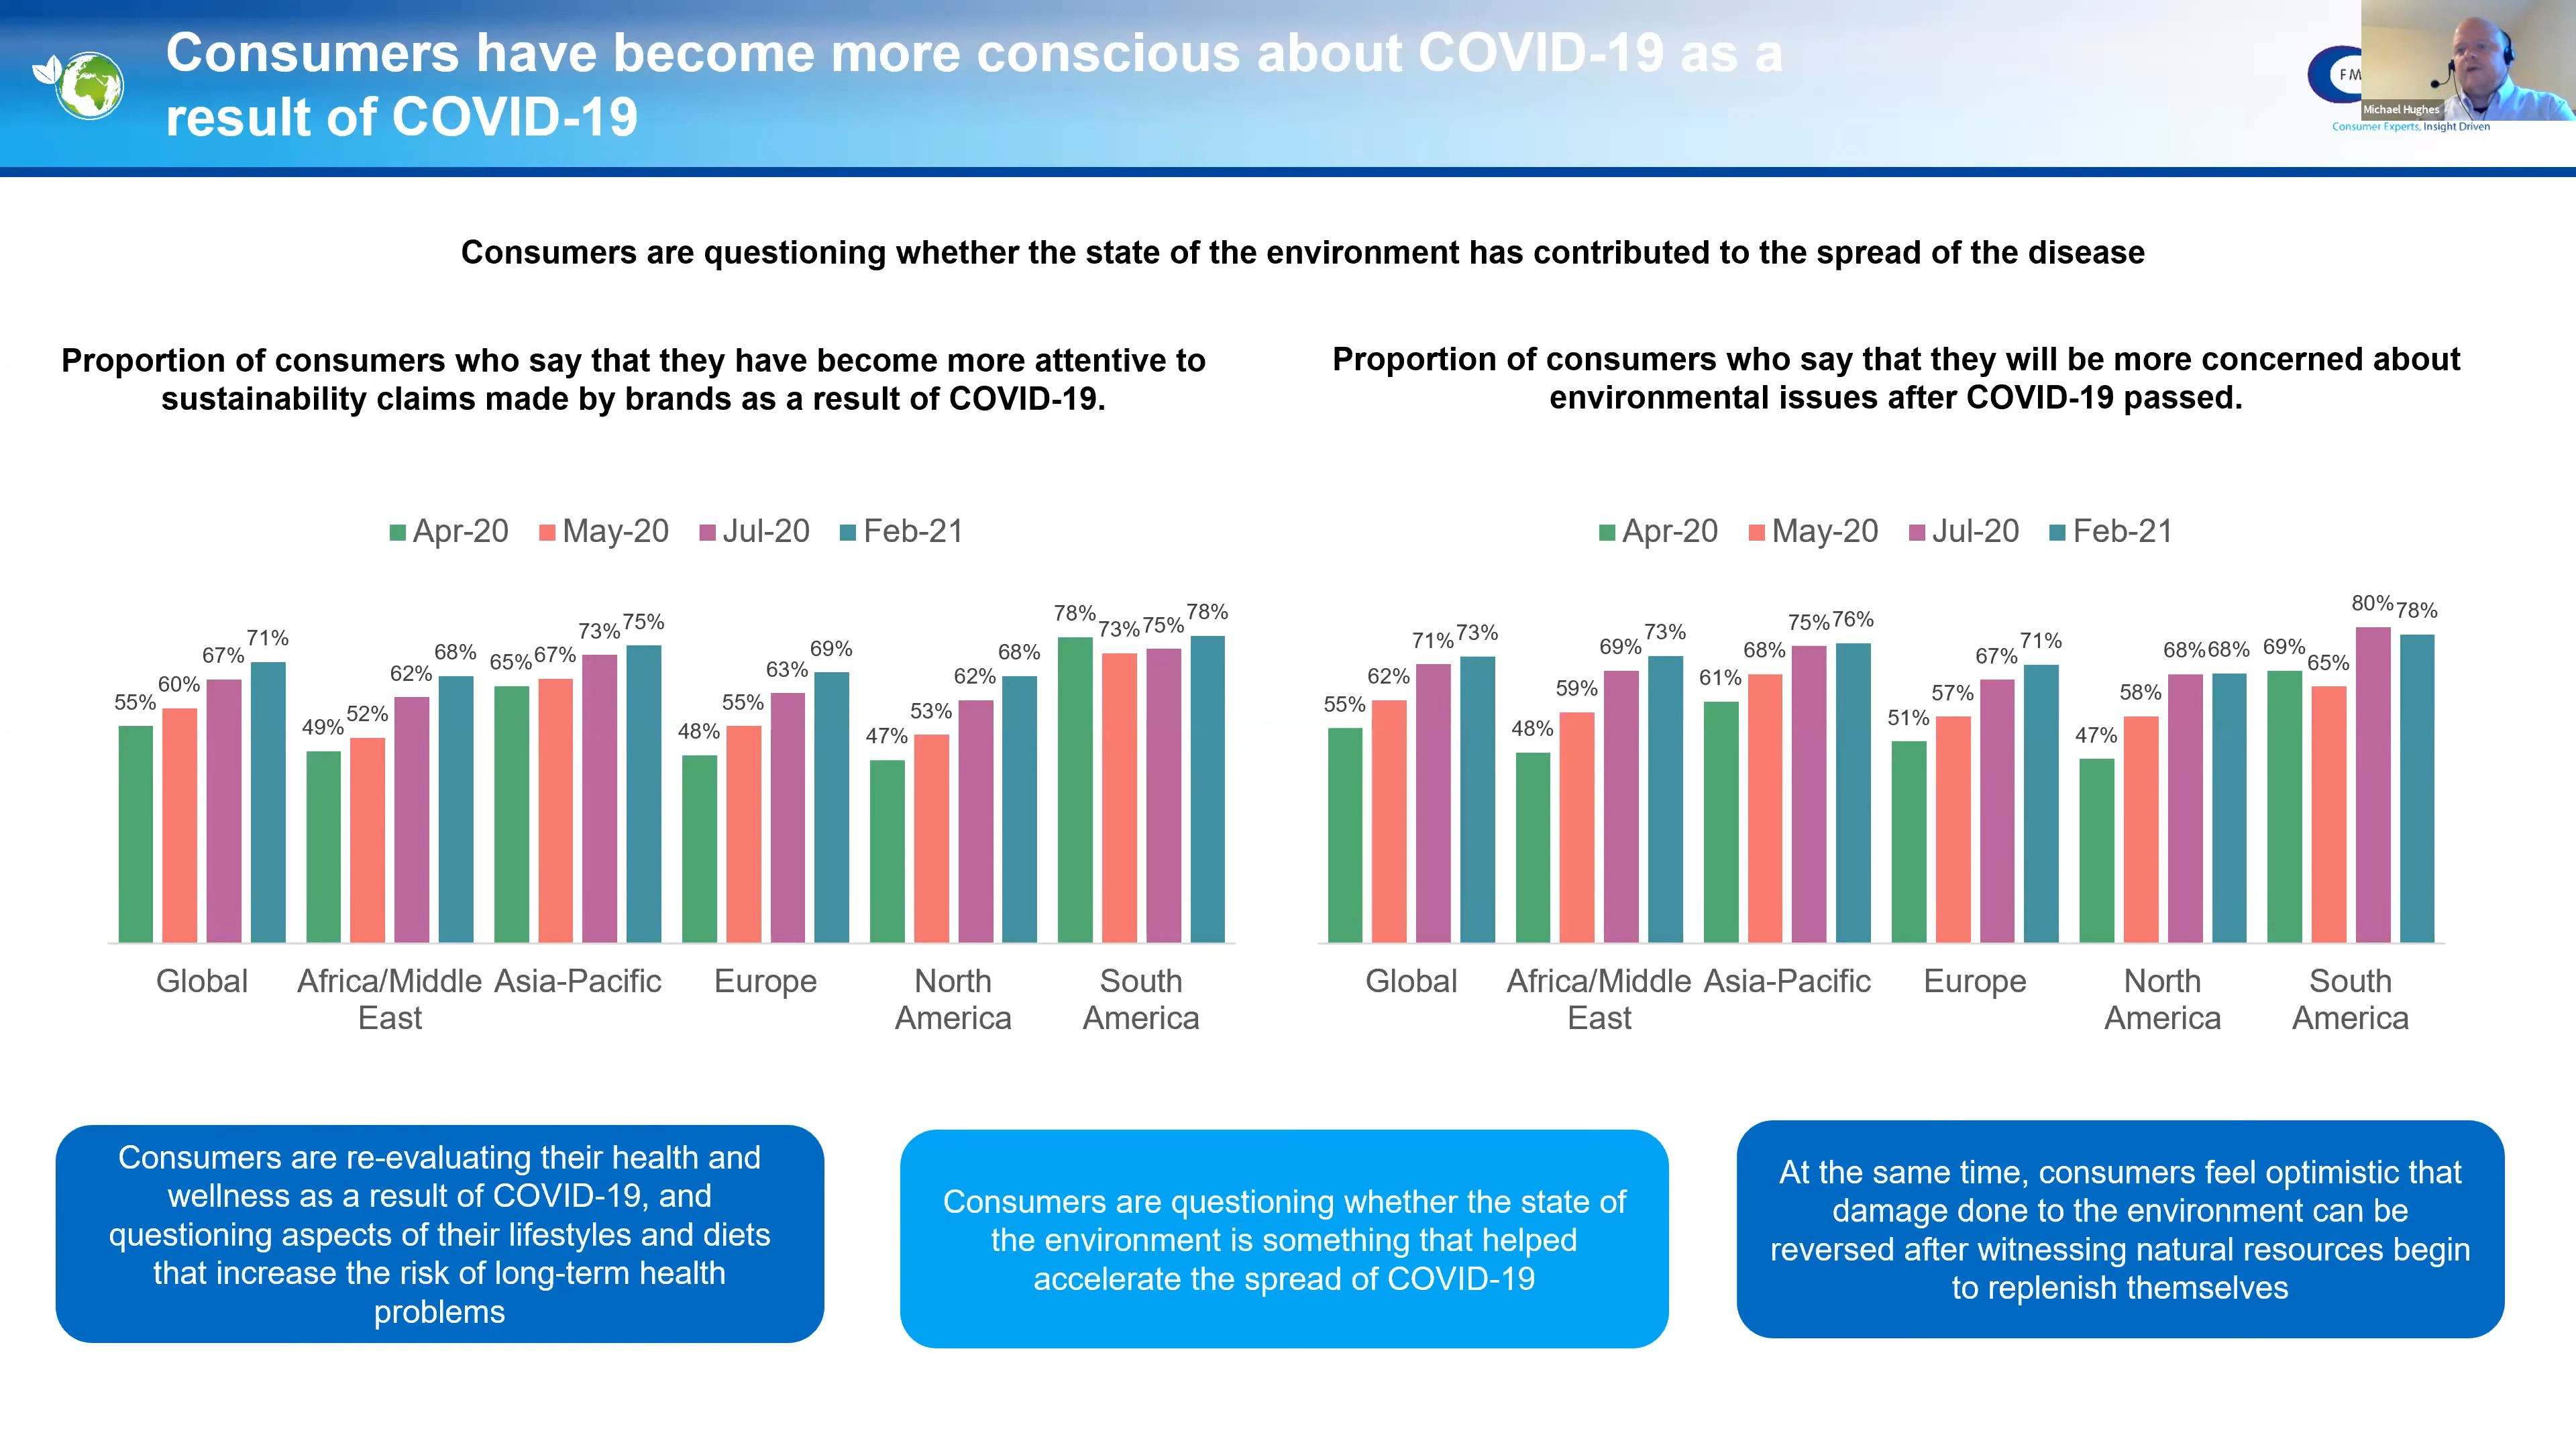 Consumers have become more conscious about COVID-19 as a
result of COVID-19
F M
Michael Hughes
Consumer Experts, Insight Driven
Consumers are questioning whether the state of the environment has contributed to the spread of the disease
Proportion of consumers who say that they have become more attentive to
sustainability claims made by brands as a result of COVID-19.
Apr-20 May-20 Jul-20 Feb-21
55% 60% 67% 71%
49% 52% 62% 68%
65% 67% 73% 75%
48% 55% 63% 69%
47% 53% 62% 68%
78% 73% 75% 78%
Global Africa/Middle Asia-Pacific Europe North South
East America America
Proportion of consumers who say that they will be more concerned about
environmental issues after COVID-19 passed.
Apr-20 May-20 Jul-20 Feb-21
55% 62% 71% 73%
48% 59% 69% 73%
61% 68% 75% 76%
51% 57% 67% 71%
47% 58% 68% 68%
69% 65% 80% 78%
Global Africa/Middle Asia-Pacific Europe North South
East America America
Consumers are re-evaluating their health and
wellness as a result of COVID-19, and
questioning aspects of their lifestyles and diets
that increase the risk of long-term health
problems
Consumers are questioning whether the state of
the environment is something that helped
accelerate the spread of COVID-19
At the same time, consumers feel optimistic that
damage done to the environment can be
reversed after witnessing natural resources begin
to replenish themselves